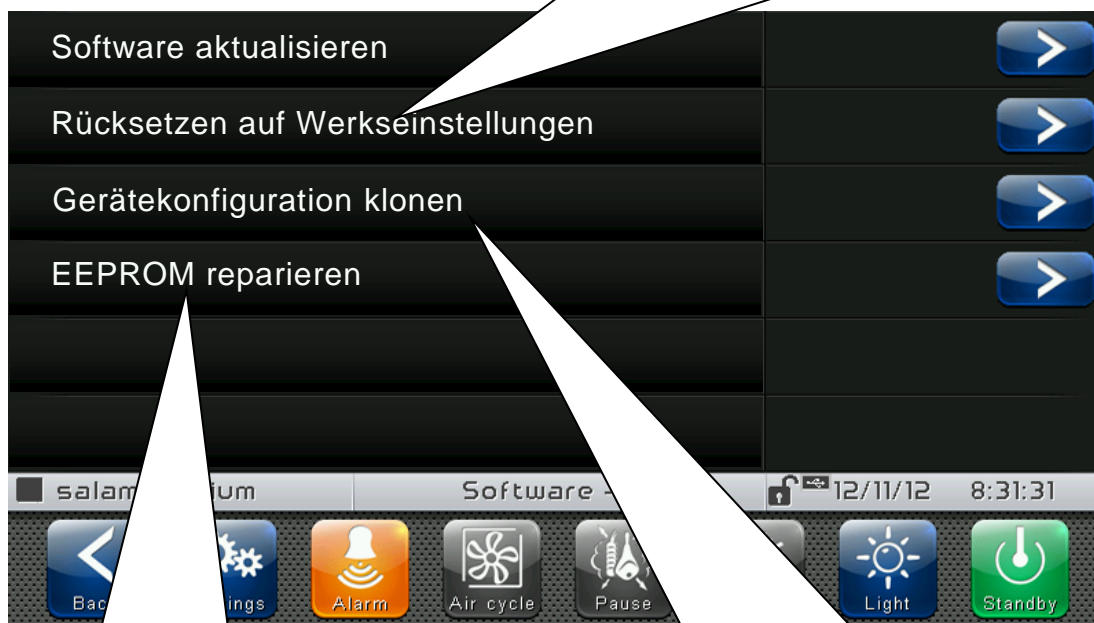 Software aktualisieren
Rücksetzen auf Werkseinstellungen
Gerätekonfiguration klonen
EEPROM reparieren
Software - 12/11/12 8:31:31
Alarm Air cycle Pause Light Standby